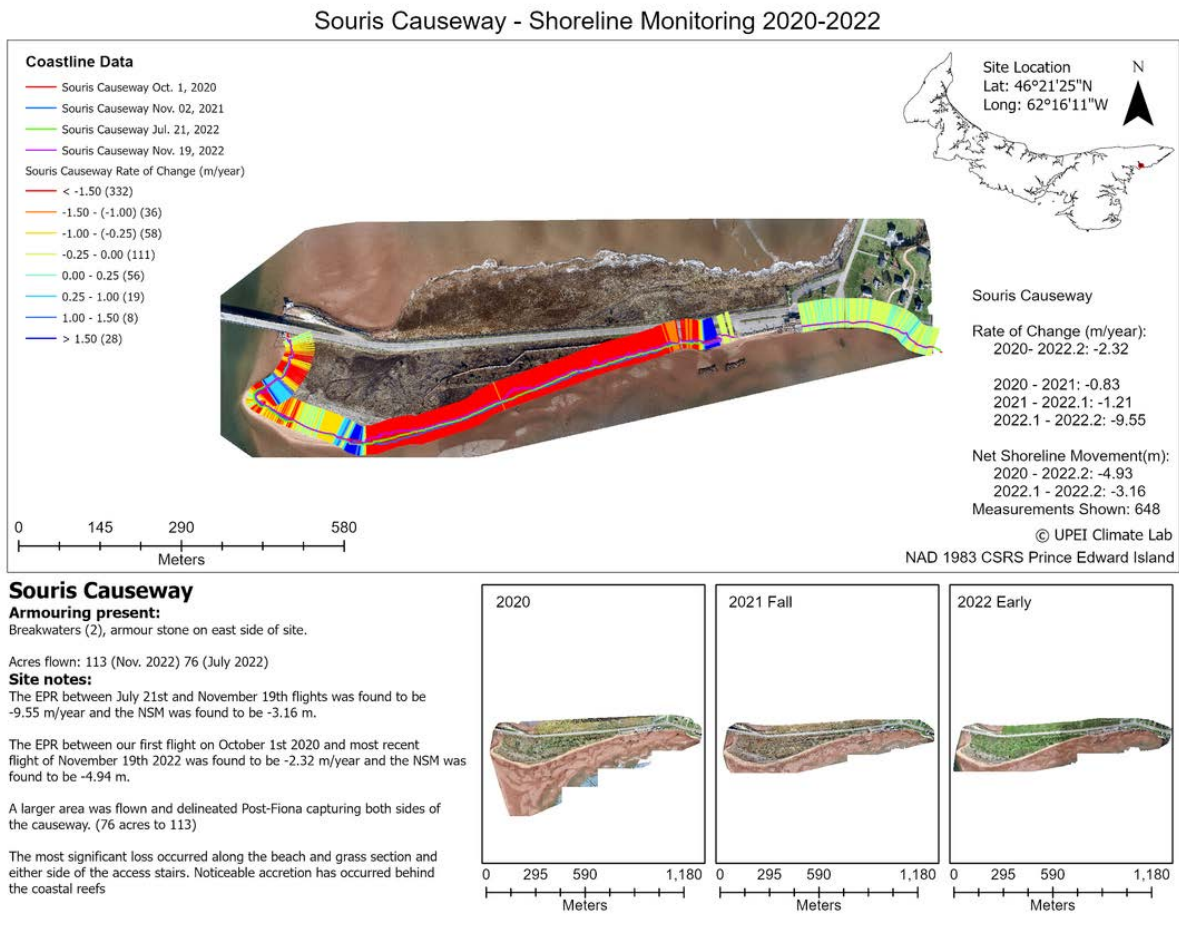 Souris Causeway - Shoreline Monitoring 2020-2022
Coastline Data
Souris Causeway Oct. 1, 2020
Souris Causeway Nov. 02, 2021
Souris Causeway Jul. 21, 2022
Souris Causeway Nov. 19, 2022
Souris Causeway Rate of Change (m/year)
< -1.50 (332)
-1.50 - (-1.00) (36)
-1.00 - (-0.25) (58)
-0.25 - 0.00 (111)
0.00 - 0.25 (56)
0.25 - 1.00 (19)
1.00 - 1.50 (8)
> 1.50 (28)
Site Location
Lat: 46°21'25"N
Long: 62°16'11"W
N
Souris Causeway
Rate of Change (m/year):
2020- 2022.2: -2.32
2020 - 2021: -0.83
2021 - 2022.1: -1.21
2022.1 - 2022.2: -9.55
Net Shoreline Movement(m):
2020 - 2022.2: -4.93
2022.1 - 2022.2: -3.16
Measurements Shown: 648
© UPEI Climate Lab
NAD 1983 CSRS Prince Edward Island
0 145 290 580
Meters
Souris Causeway
Armouring present:
Breakwaters (2), armour stone on east side of site.
Acres flown: 113 (Nov. 2022) 76 (July 2022)
Site notes:
The EPR between July 21st and November 19th flights was found to be
-9.55 m/year and the NSM was found to be -3.16 m.
The EPR between our first flight on October 1st 2020 and most recent
flight of November 19th 2022 was found to be -2.32 m/year and the NSM was
found to be -4.94 m.
A larger area was flown and delineated Post-Fiona capturing both sides of
the causeway. (76 acres to 113)
The most significant loss occurred along the beach and grass section and
either side of the access stairs. Noticeable accretion has occurred behind
the coastal reefs
2020
0 295 590 1,180
Meters
2021 Fall
0 295 590 1,180
Meters
2022 Early
0 295 590 1,180
Meters